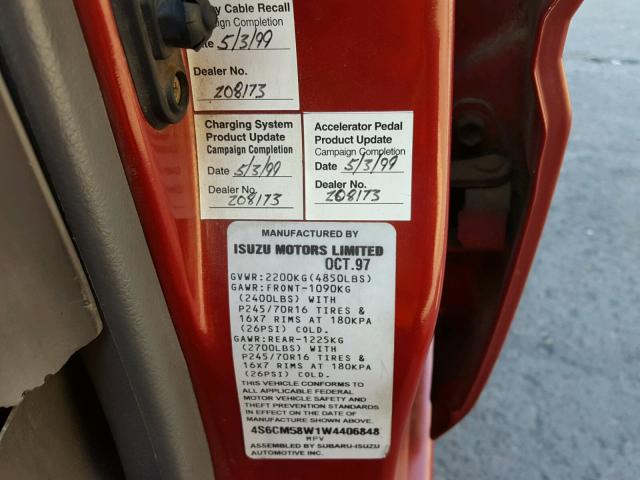 y Cable Recall
paign Completion
Date 5/3/99
Dealer No.
208173
Charging System
Product Update
Campaign Completion
Date 5/3/99
Dealer No.
208173
Accelerator Pedal
Product Update
Campaign Completion
Date 5/3/99
Dealer No.
208173
MANUFACTURED BY
ISUZU MOTORS LIMITED
OCT.97
GVWR:2200KG(4850LBS)
GAWR:FRONT-1090KG
(2400LBS) WITH
P245/70R16 TIRES &
16X7 RIMS AT 180KPA
(26PSI) COLD.
GAWR:REAR-1225KG
(2700LBS) WITH
P245/70R16 TIRES &
16X7 RIMS AT 180KPA
(26PSI) COLD.
THIS VEHICLE CONFORMS TO
ALL APPLICABLE FEDERAL
MOTOR VEHICLE SAFETY AND
THEFT PREVENTION STANDARDS
IN EFFECT ON THE DATE OF
MANUFACTURE SHOWN ABOVE.
4S6CM58W1W4406848
MPV
ASSEMBLED BY SUBARU-ISUZU
AUTOMOTIVE INC.